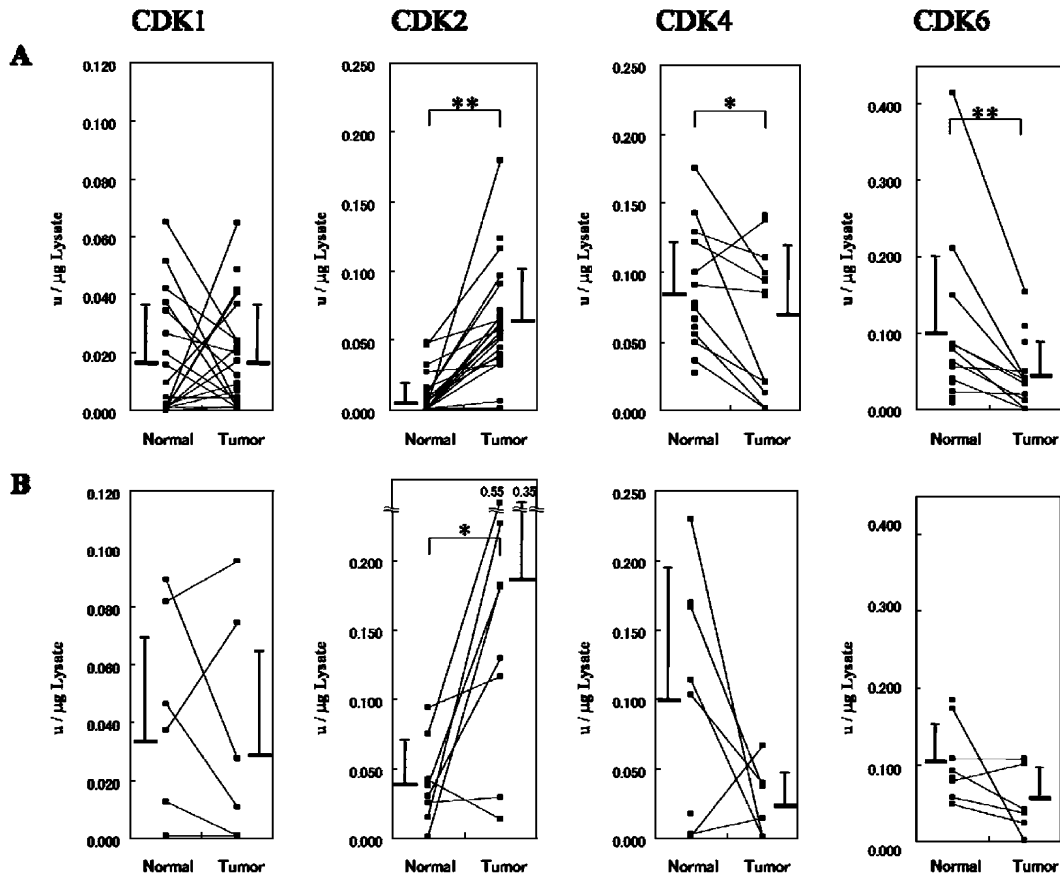 CDK1 CDK2 CDK4 CDK6
A
0.120 0.250 0.250
0.100 0.200 0.200 0.400
0.080 0.150 0.150 0.300
0.060 0.100 0.100 0.200
0.040 0.050 0.050 0.100
0.020
0.000 0.000 0.000 0.000
** * **
u / µg Lysate u / µg Lysate u / µg Lysate u / µg Lysate
Normal Tumor Normal Tumor Normal Tumor Normal Tumor
B
0.120 0.55 0.35 0.250
0.100 0.200 0.200 0.400
0.080 0.150 0.150 0.300
0.060 0.100 0.100 0.200
0.040 0.050 0.050 0.100
0.020
0.000 0.000 0.000 0.000
*
u / µg Lysate u / µg Lysate u / µg Lysate u / µg Lysate
Normal Tumor Normal Tumor Normal Tumor Normal Tumor